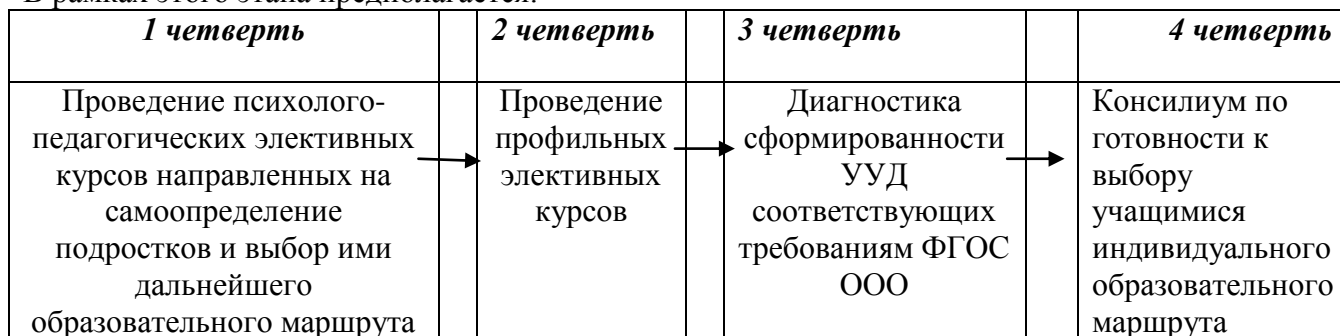 В рамках этого этапа предполагается:
1 четверть
2 четверть
3 четверть
4 четверть
Проведение психолого-
педагогических элективных
курсов направленных на
самоопределение
подростков и выбор ими
дальнейшего
образовательного маршрута
Проведение
профильных
элективных
курсов
Диагностика
сформированности
УУД
соответствующих
требованиям ФГОС
ООО
Консилиум по
готовности к
выбору
учащимися
индивидуального
образовательного
маршрута